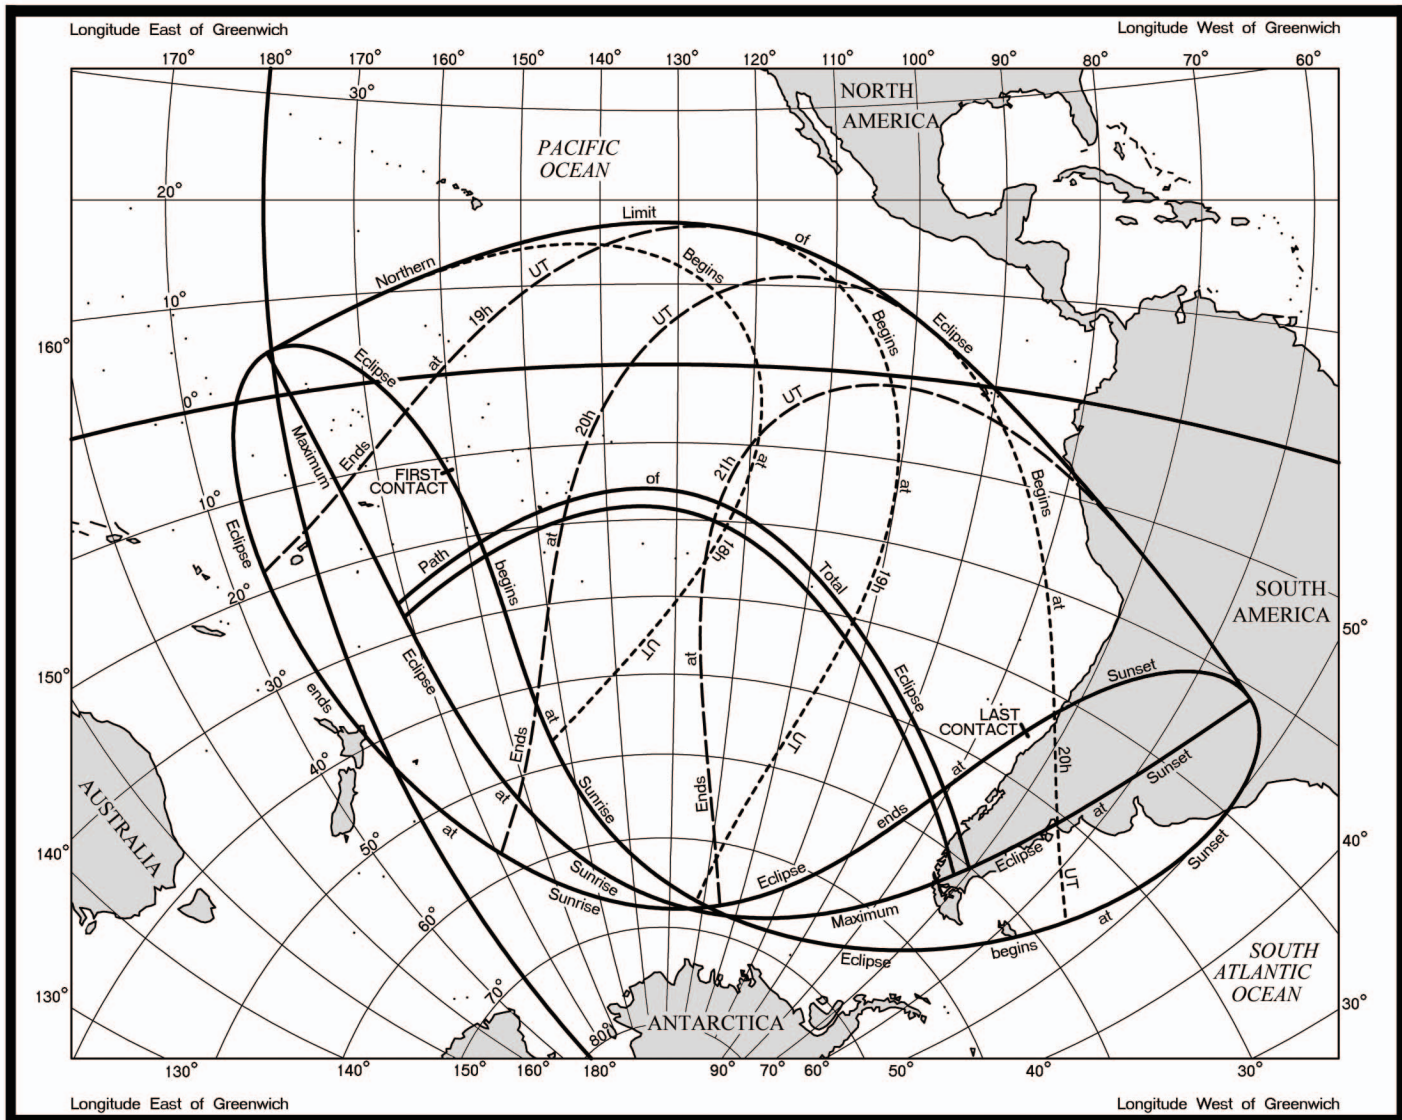 Longitude East of Greenwich
Longitude West of Greenwich
170° 180° 170° 160° 150° 140° 130° 120° 110° 100° 90° 80° 70° 60°
30°
NORTH
AMERICA
PACIFIC
OCEAN
20°
Limit
of
Northern
UT
Begins
10°
19h
UT
Begins
Eclipse
160°
Eclipse
at
0°
UT
Maximum
Ends
20h
21h
at
FIRST
CONTACT
of
at
Begins
10°
Eclipse
at
Path
18h
Total
19h
20°
begins
at
SOUTH
AMERICA
50°
UT
at
Eclipse
Eclipse
150°
30°
ends
Sunset
at
LAST
CONTACT
Ends
UT
at
20h
Sunset
40°
AUSTRALIA
at
Sunrise
Ends
at
ends
at
50°
140°
Sunrise
Eclipse
Eclipse
Sunset
40°
Sunrise
UT
60°
Maximum
at
Eclipse
begins
SOUTH
ATLANTIC
OCEAN
130°
70°
80°
ANTARCTICA
30°
130° 140° 150° 160° 180° 90° 70° 60° 50° 40° 30°
Longitude East of Greenwich
Longitude West of Greenwich